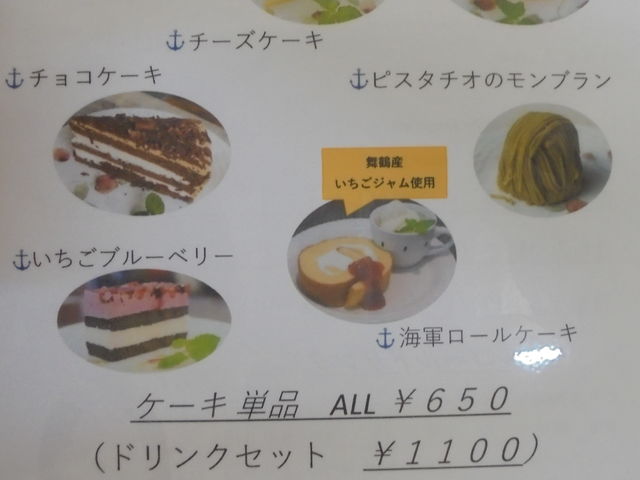 ⚓チーズケーキ
⚓チョコケーキ
⚓ピスタチオのモンブラン
舞鶴産
いちごジャム使用
⚓いちごブルーベリー
⚓海軍ロールケーキ
ケーキ単品 ALL ￥６５０
（ドリンクセット ￥１１００）